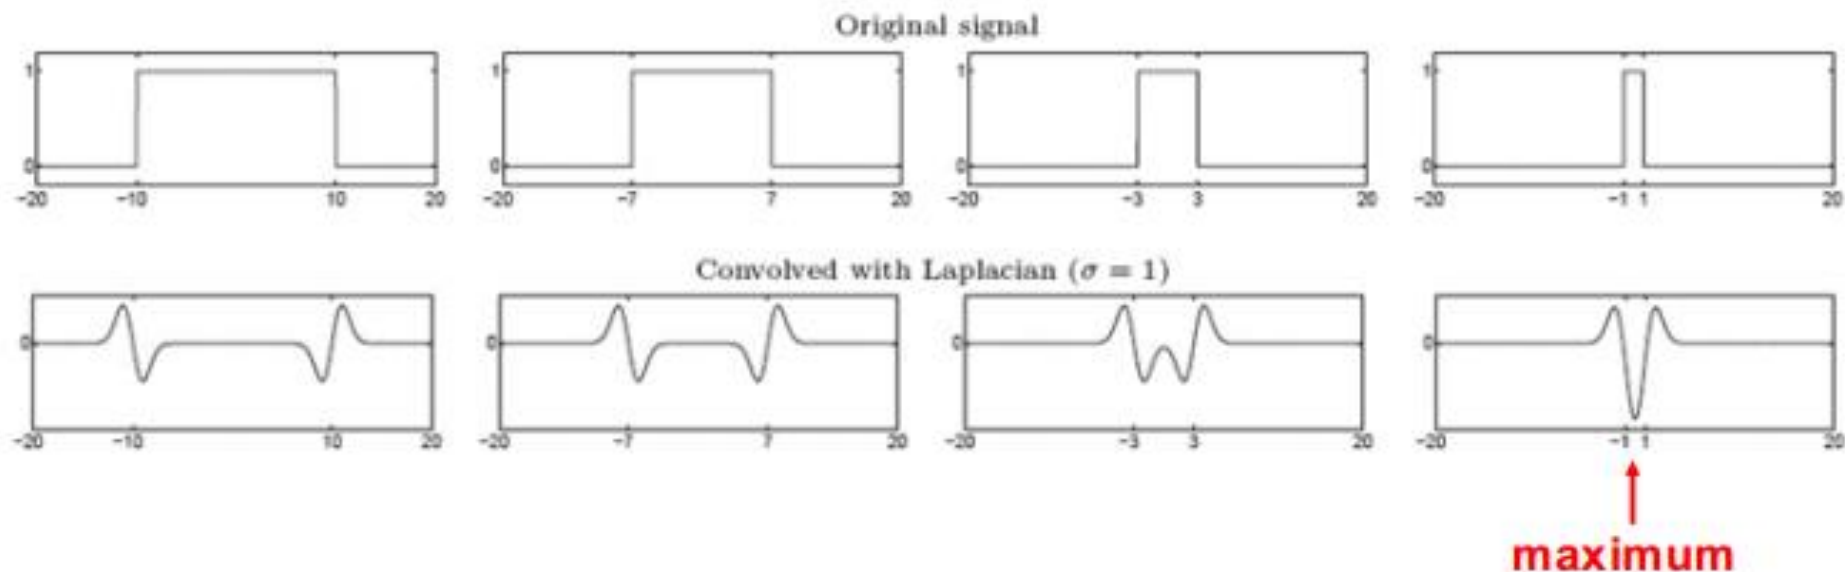 Original signal
1 1 1 1
0 0 0 0
−20 −10 10 20 −20 −7 7 20 −20 −3 3 20 −20 −1 1 20
Convolved with Laplacian (σ = 1)
0 0 0 0
−20 −10 10 20 −20 −7 7 20 −20 −3 3 20 −20 −1 1 20
maximum